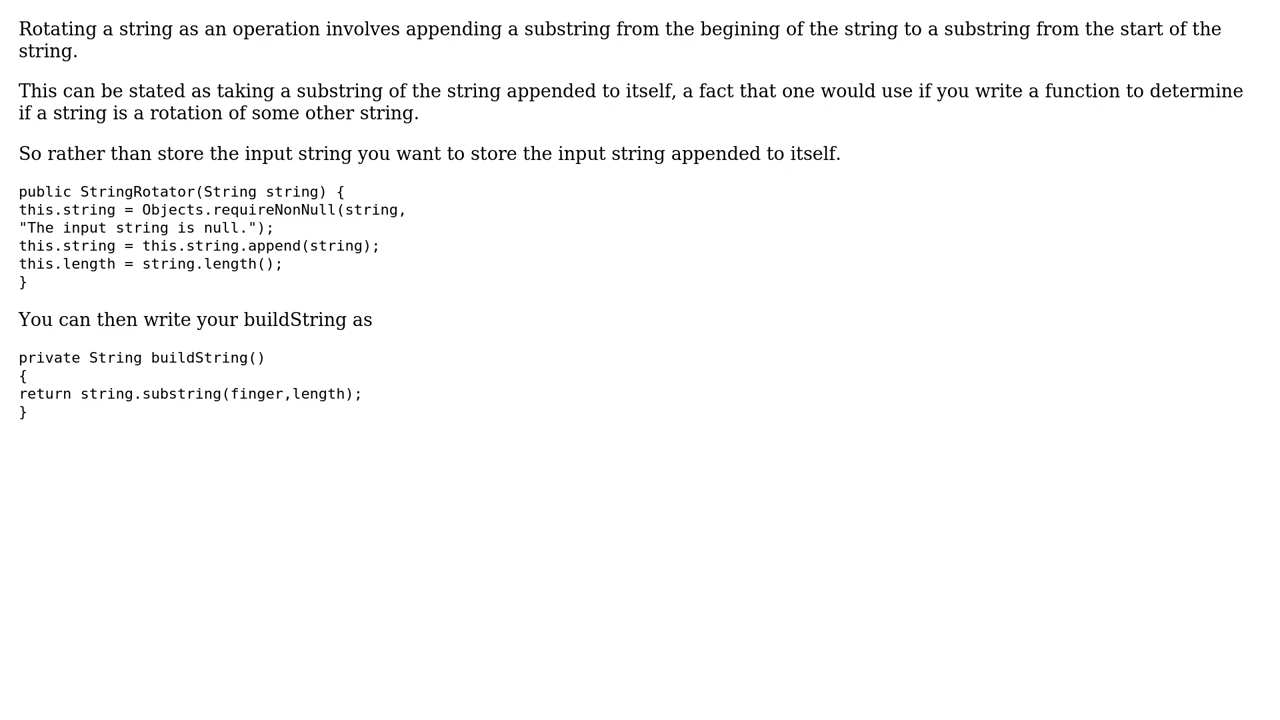 Rotating a string as an operation involves appending a substring from the begining of the string to a substring from the start of the
string.
This can be stated as taking a substring of the string appended to itself, a fact that one would use if you write a function to determine
if a string is a rotation of some other string.
So rather than store the input string you want to store the input string appended to itself.
public StringRotator(String string) {
this.string = Objects.requireNonNull(string,
"The input string is null.");
this.string = this.string.append(string);
this.length = string.length();
}
You can then write your buildString as
private String buildString()
{
return string.substring(finger,length);
}